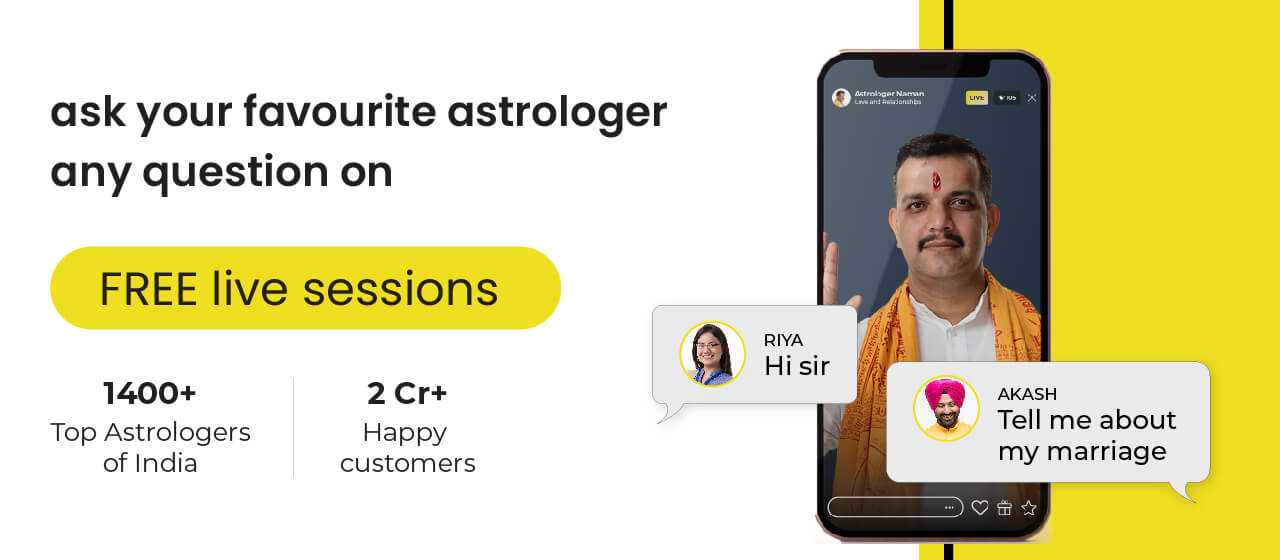 ask your favourite astrologer
any question on
FREE live sessions
1400+
Top Astrologers
of India
2 Cr+
Happy
customers
Astrologer Naman
Love and Relationships
LIVE
105
RIYA
Hi sir
AKASH
Tell me about
my marriage